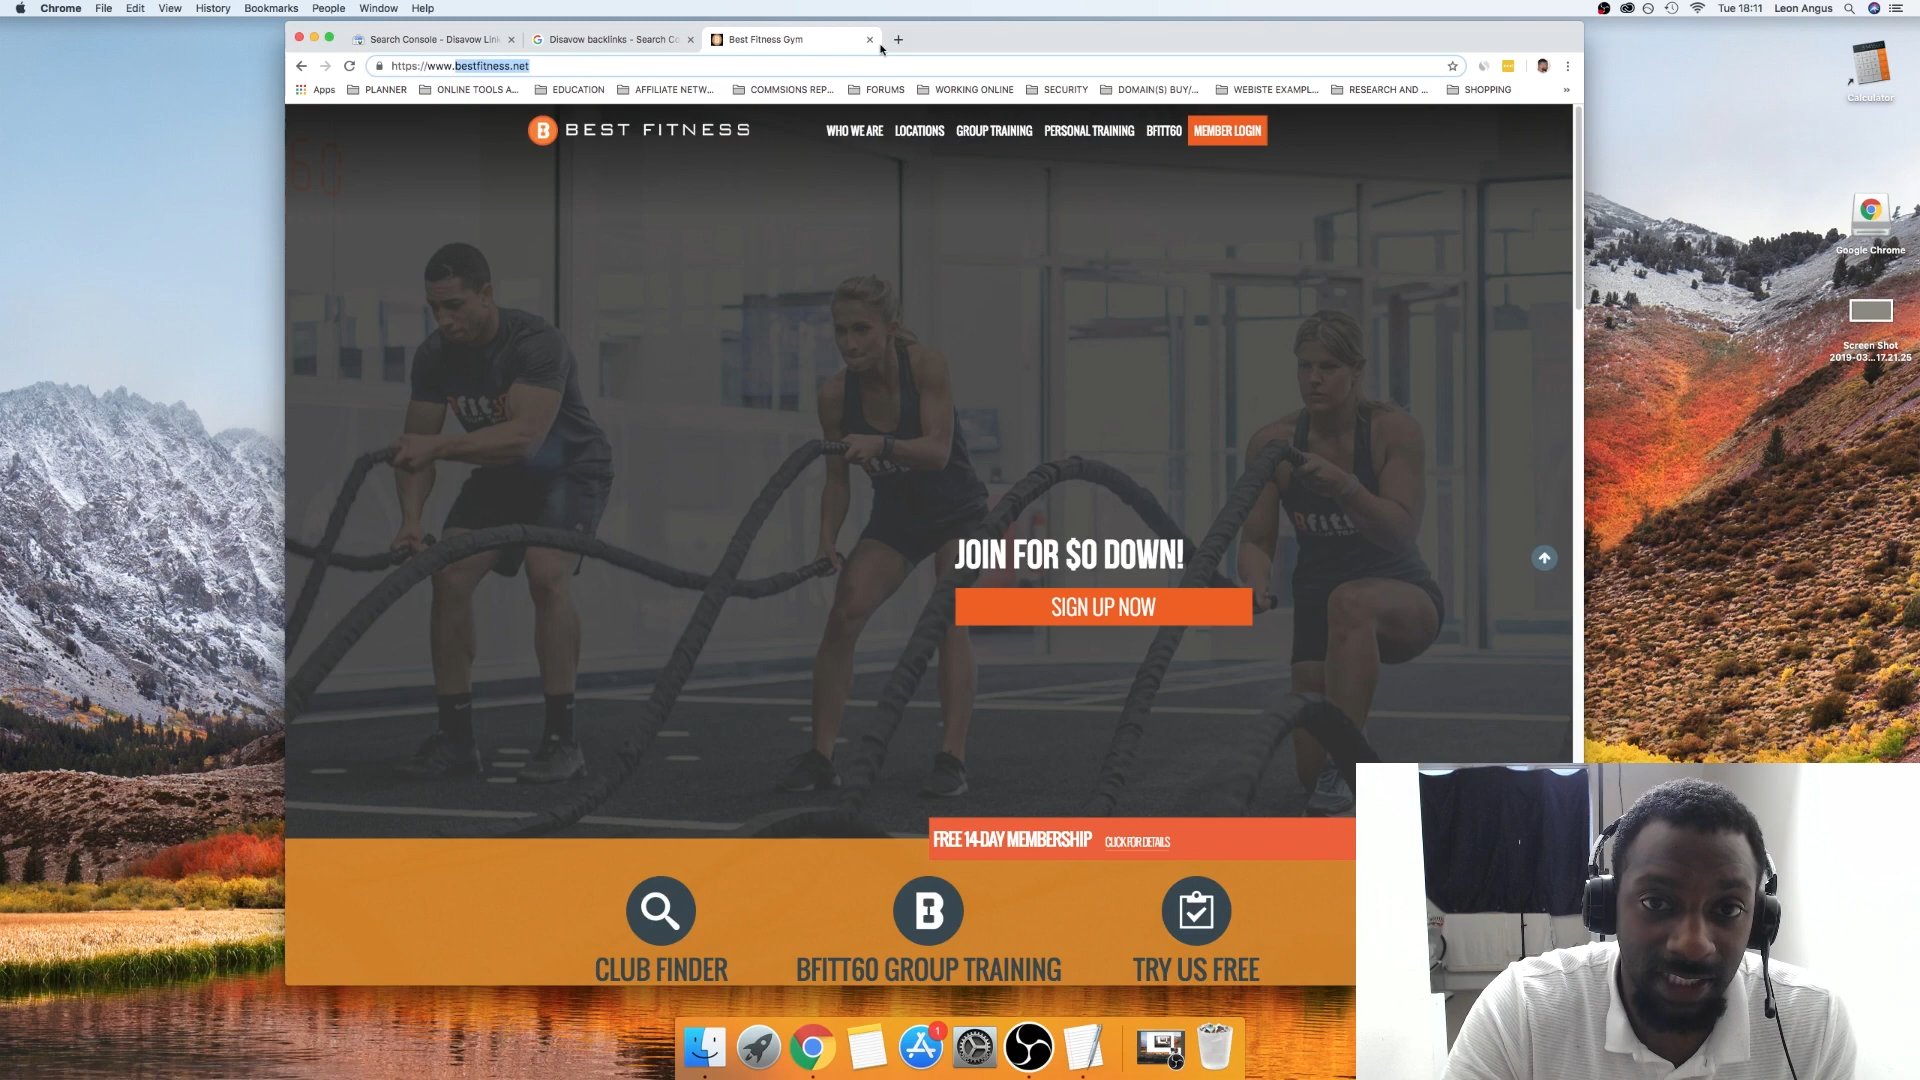 Chrome File Edit View History Bookmarks People Window Help
Tue 18:11 Leon Angus
Search Console - Disavow Link
Disavow backlinks - Search Co
Best Fitness Gym
https://www.bestfitness.net
Apps PLANNER ONLINE TOOLS A... EDUCATION AFFILIATE NETW... COMMSIONS REP... FORUMS WORKING ONLINE SECURITY DOMAIN(S) BUY/... WEBISTE EXAMPL... RESEARCH AND ... SHOPPING »
B BEST FITNESS
WHO WE ARE LOCATIONS GROUP TRAINING PERSONAL TRAINING BFITT60 MEMBER LOGIN
JOIN FOR $0 DOWN!
SIGN UP NOW
FREE 14-DAY MEMBERSHIP CLICK FOR DETAILS
B
CLUB FINDER
BFITT60 GROUP TRAINING
TRY US FREE
Calculator
Google Chrome
Screen Shot
2019-03...17.21.25
1